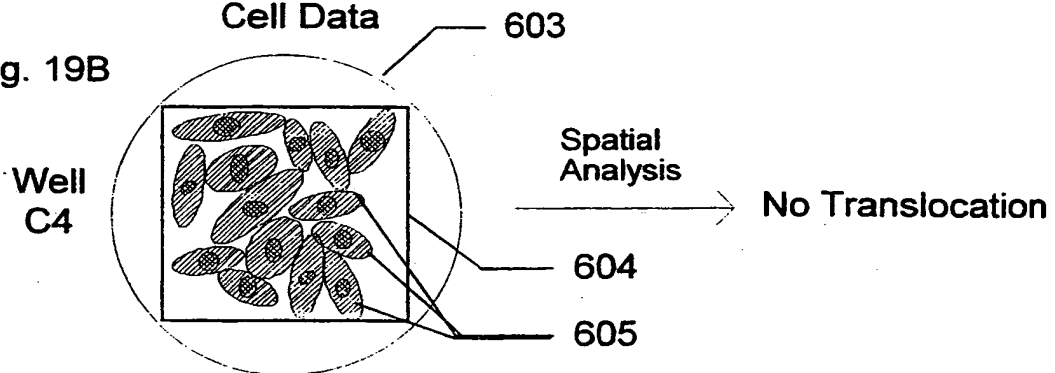 Cell Data
603
g. 19B
Spatial
Analysis
Well
C4
No Translocation
604
605